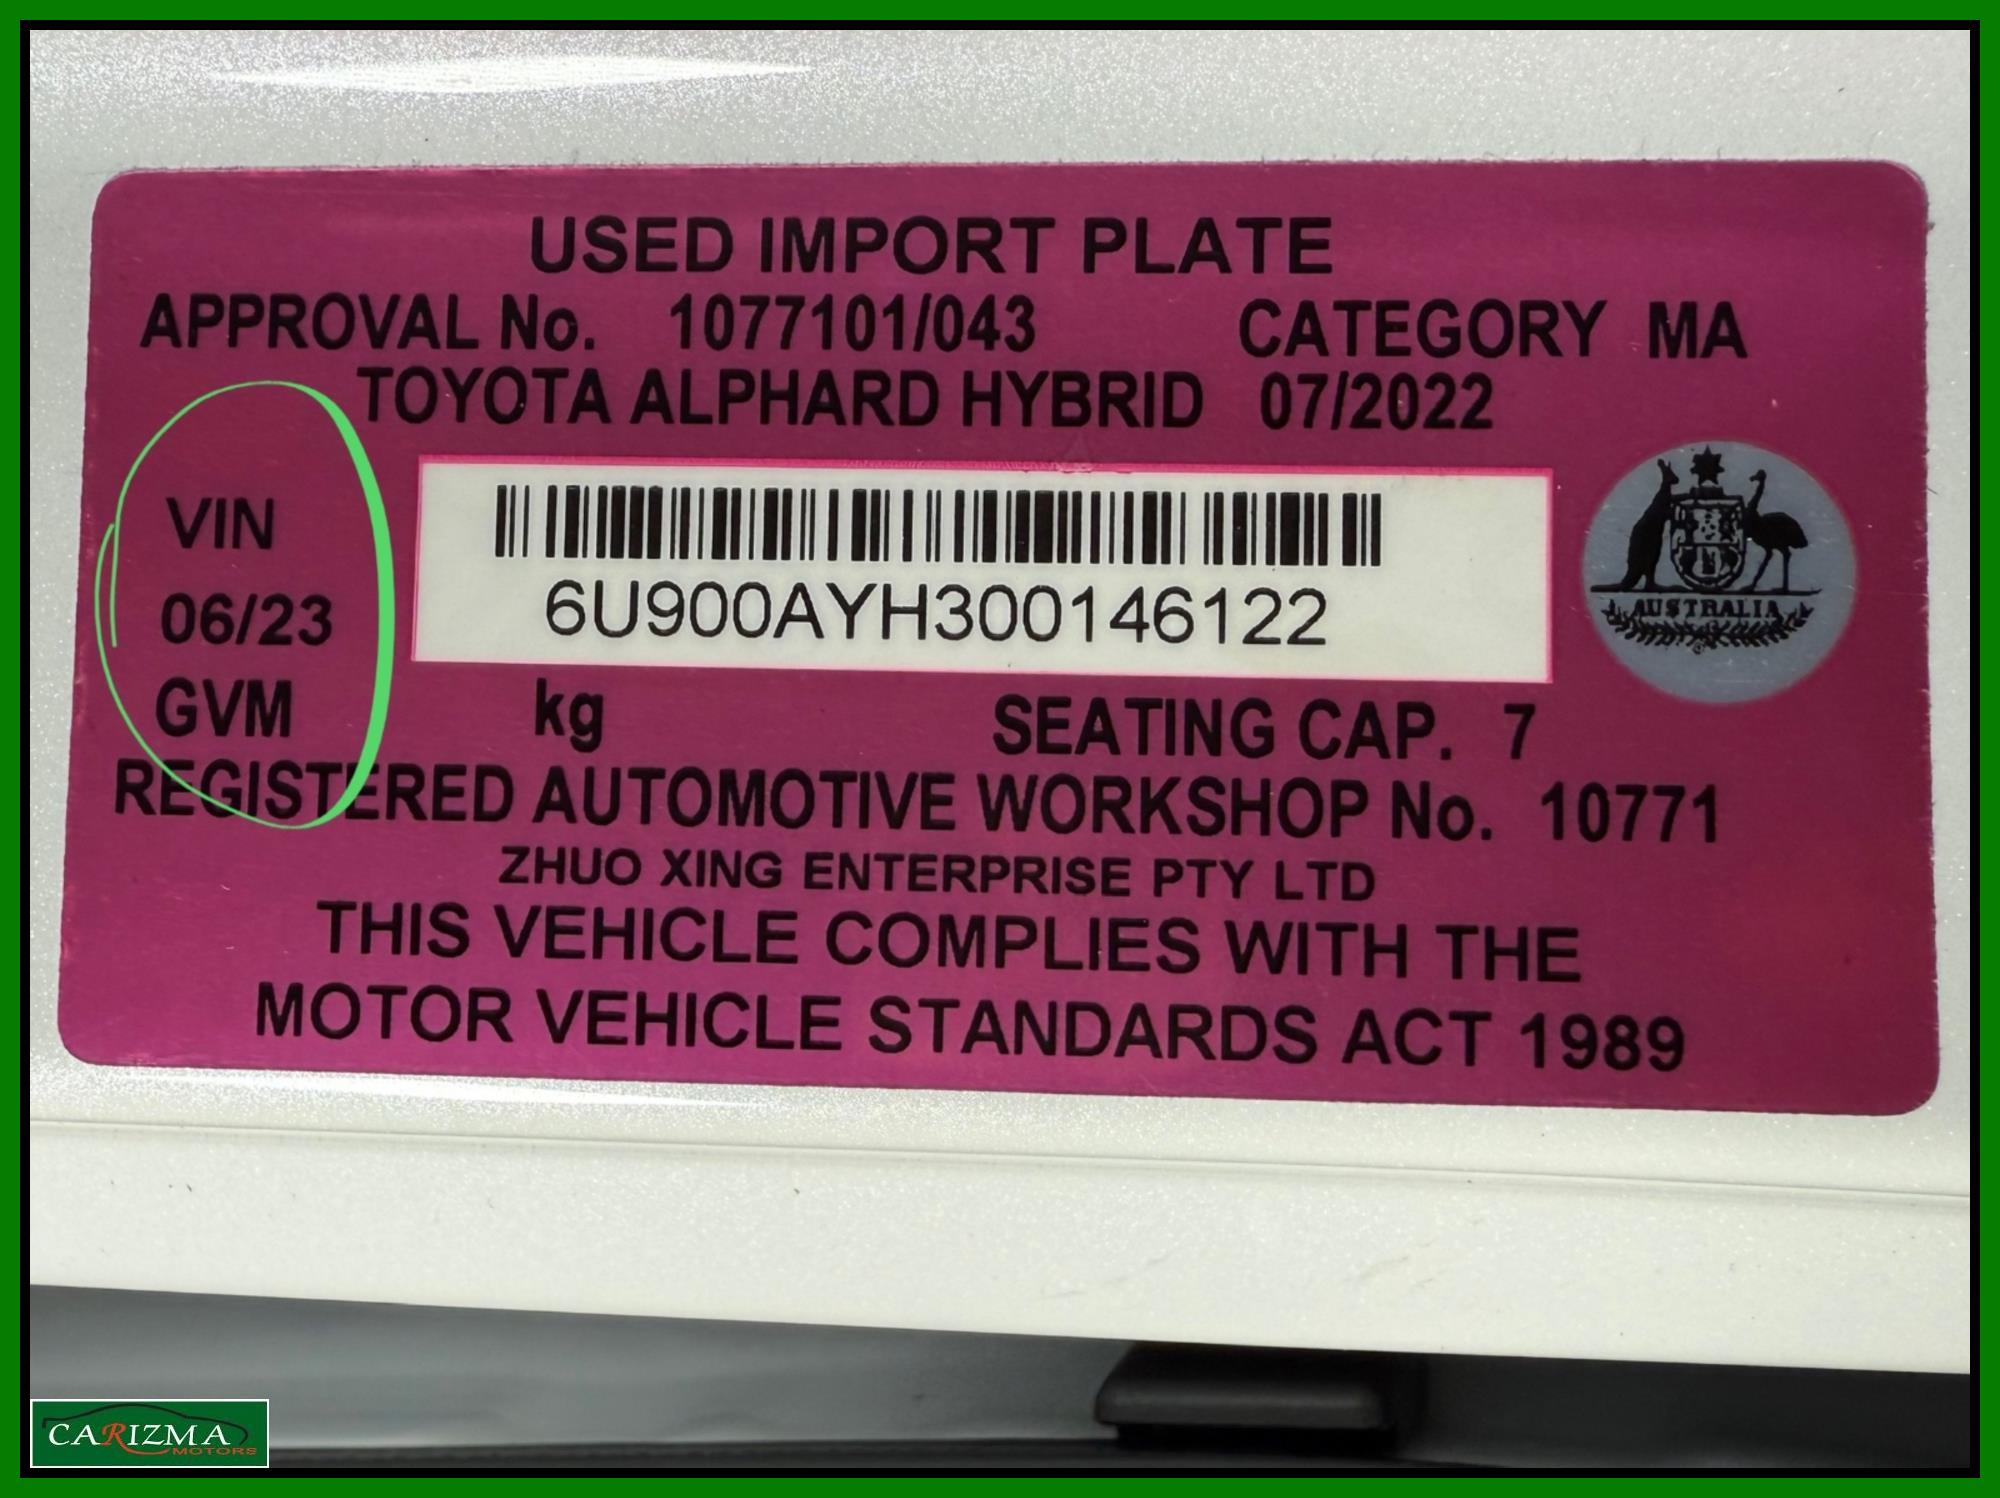 USED IMPORT PLATE
APPROVAL No. 1077101/043 CATEGORY MA
TOYOTA ALPHARD HYBRID 07/2022
VIN
06/23
6U900AYH300146122
AUSTRALIA
GVM kg SEATING CAP. 7
REGISTERED AUTOMOTIVE WORKSHOP No. 10771
ZHUO XING ENTERPRISE PTY LTD
THIS VEHICLE COMPLIES WITH THE
MOTOR VEHICLE STANDARDS ACT 1989
CARIZMA
MOTORS